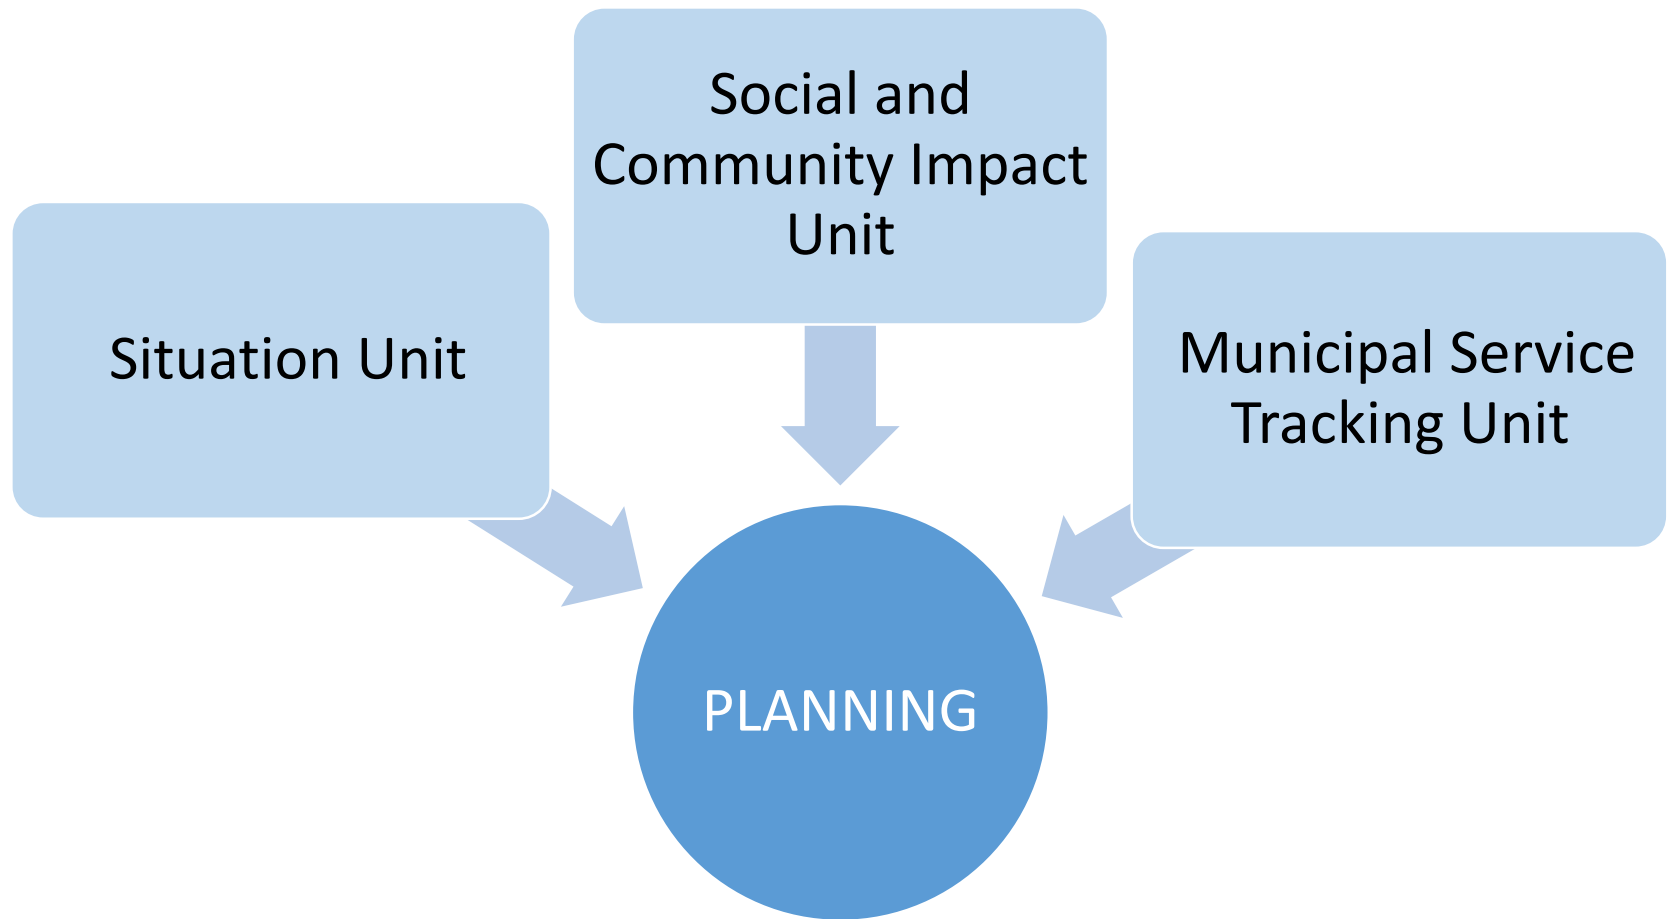 Social and
Community Impact
Unit
Situation Unit
Municipal Service
Tracking Unit
PLANNING